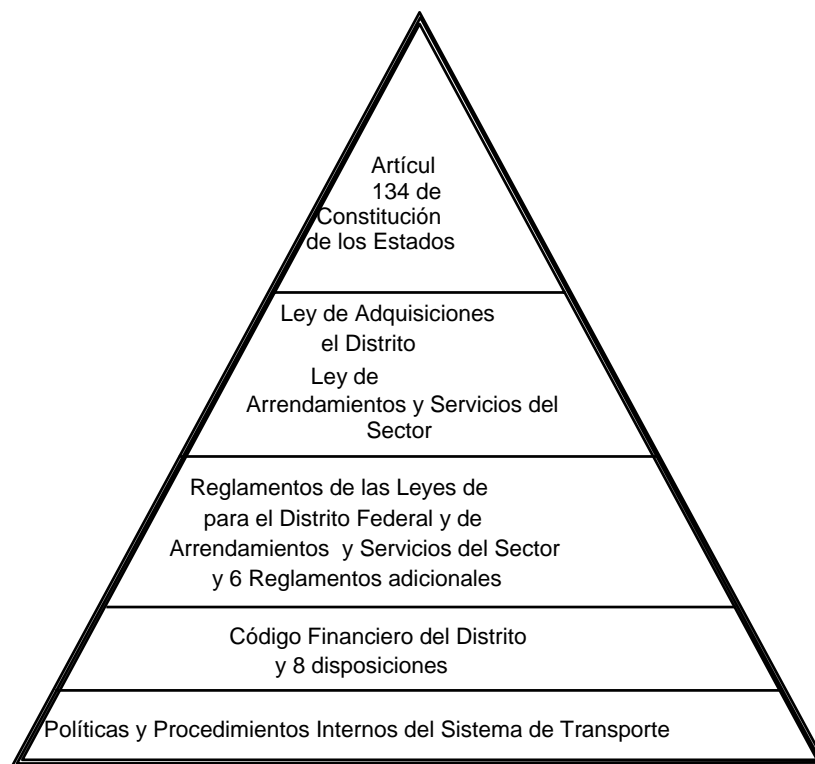 Artícul
134 de
Constitución
de los Estados
Ley de Adquisiciones
el Distrito
Ley de
Arrendamientos y Servicios del
Sector
Reglamentos de las Leyes de
para el Distrito Federal y de
Arrendamientos y Servicios del Sector
y 6 Reglamentos adicionales
Código Financiero del Distrito
y 8 disposiciones
Políticas y Procedimientos Internos del Sistema de Transporte